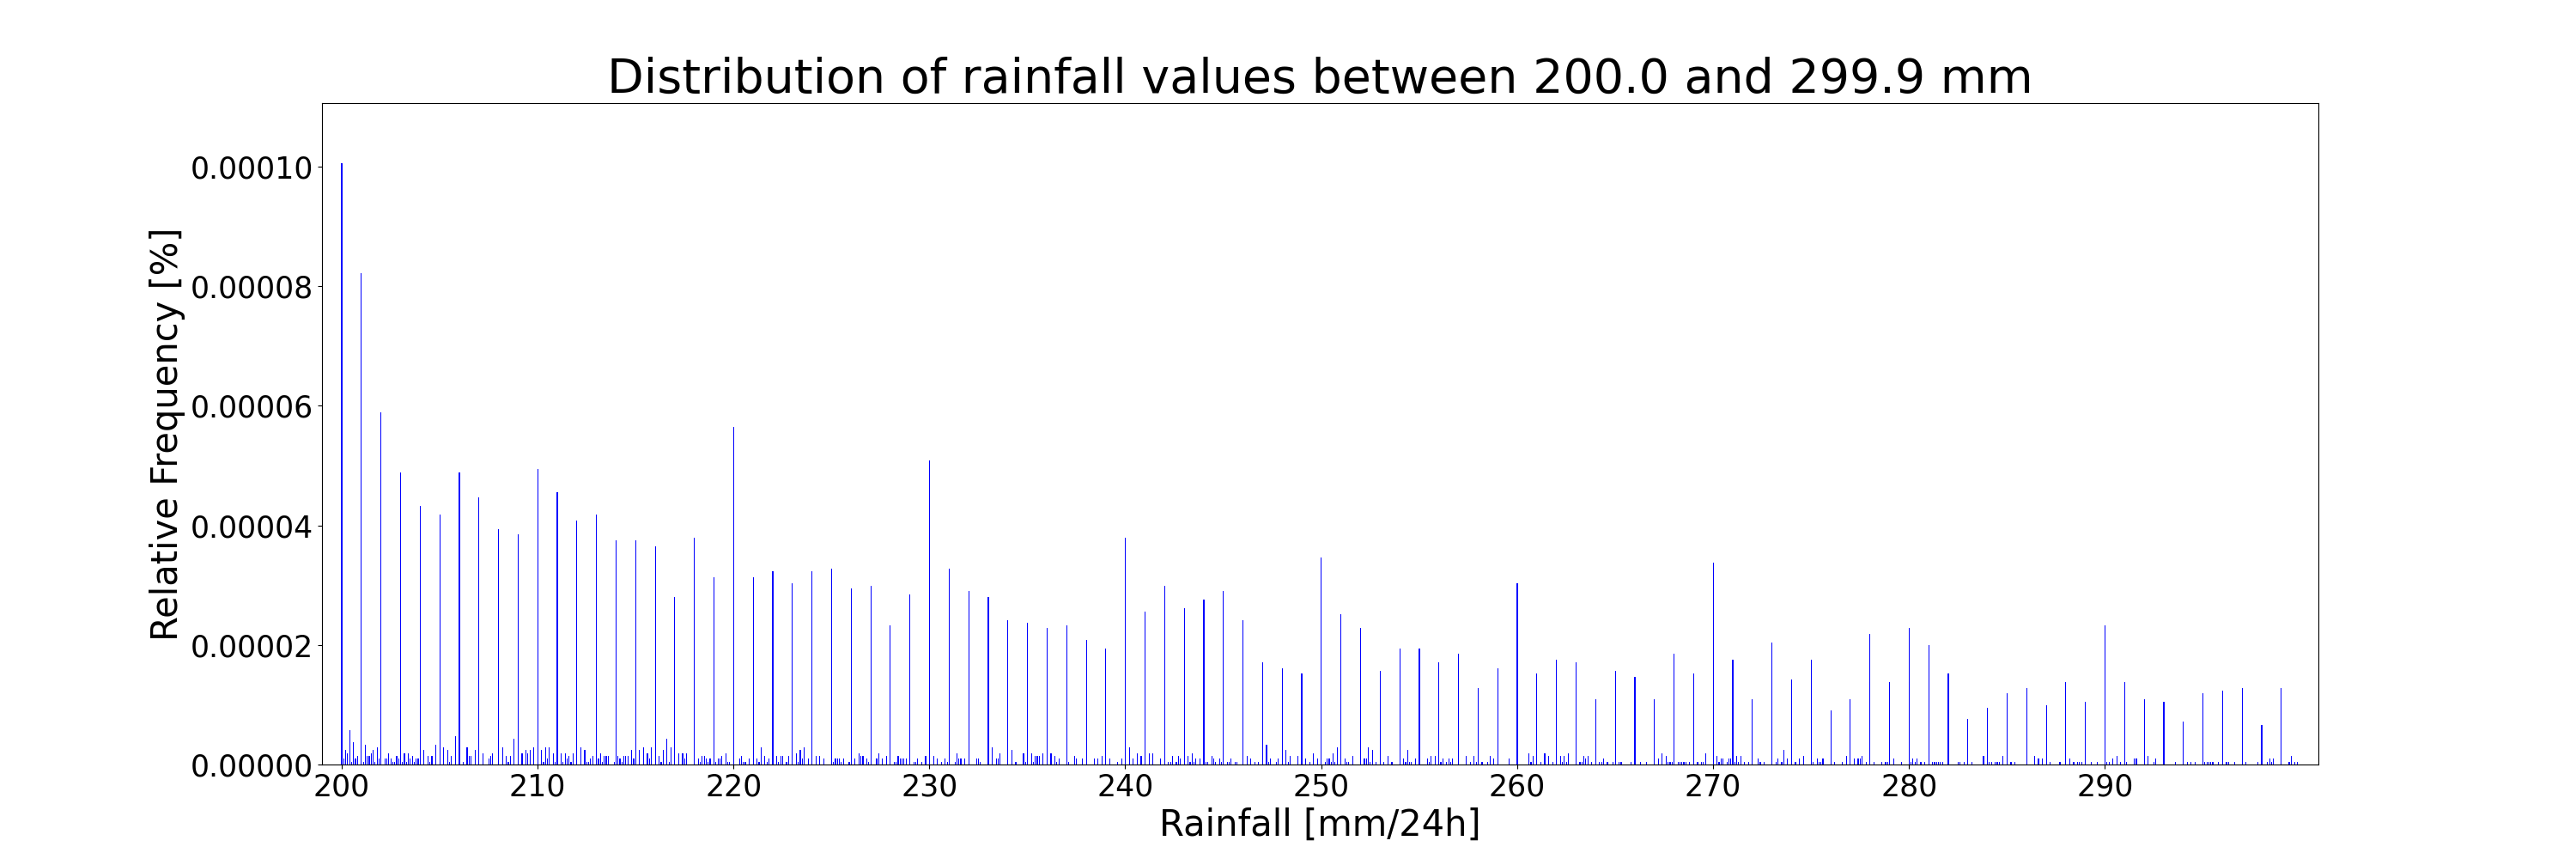 Distribution of rainfall values between 200.0 and 299.9 mm
Relative Frequency [%]
0.00010
0.00008
0.00006
0.00004
0.00002
0.00000
200 210 220 230 240 250 260 270 280 290
Rainfall [mm/24h]